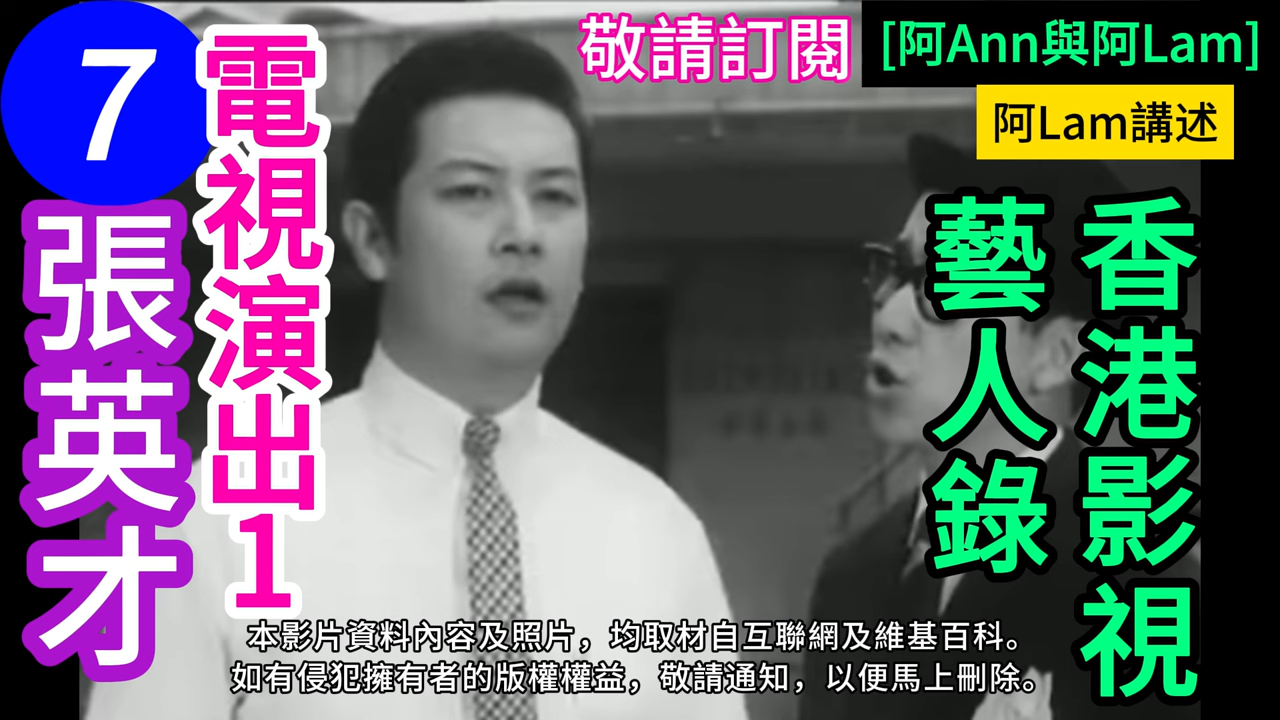 7
張英才
電視演出1
敬請訂閱
[阿Ann與阿Lam]
阿Lam講述
香港影視
藝人錄
本影片資料內容及照片，均取材自互聯網及維基百科。
如有侵犯擁有者的版權權益，敬請通知，以便馬上刪除。